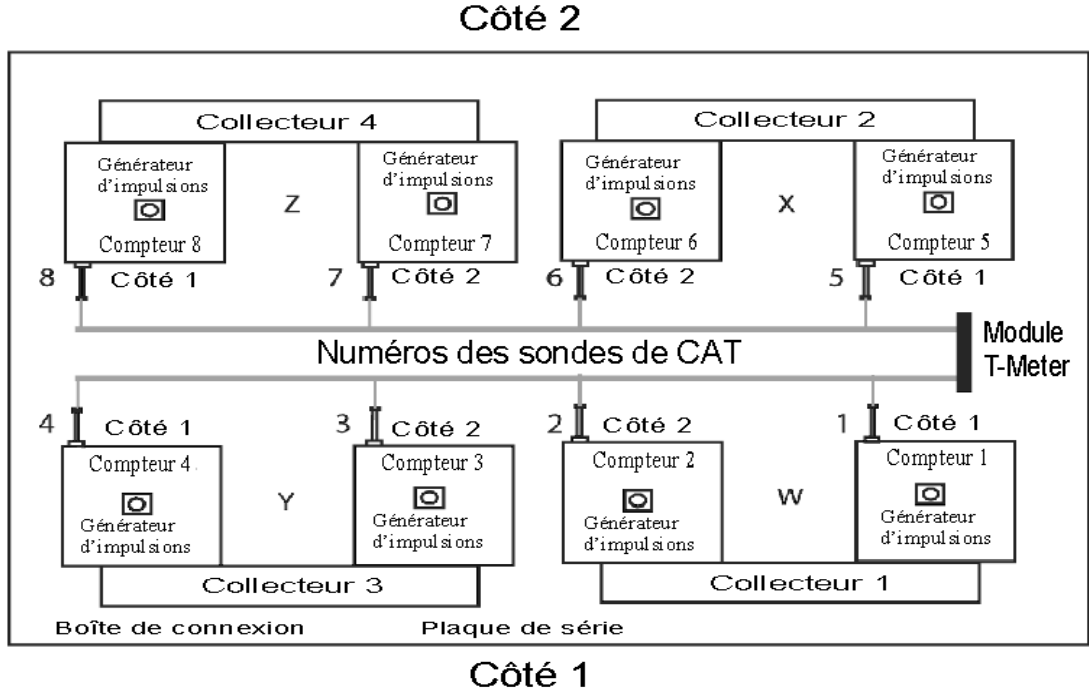 Côté 2
Collecteur 4
Collecteur 2
Générateur
d'impulsions
Z
Générateur
d'impulsions
Générateur
d'impulsions
X
Générateur
d'impulsions
Compteur 8
Compteur 7
Compteur 6
Compteur 5
8
Côté 1
7
Côté 2
6
Côté 2
5
Côté 1
Numéros des sondes de CAT
Module
T-Meter
4
Côté 1
3
Côté 2
2
Côté 2
1
Côté 1
Compteur 4
Compteur 3
Compteur 2
Compteur 1
Y
W
Générateur
d'impulsions
Générateur
d'impulsions
Générateur
d'impulsions
Générateur
d'impulsions
Collecteur 3
Collecteur 1
Boîte de connexion
Plaque de série
Côté 1